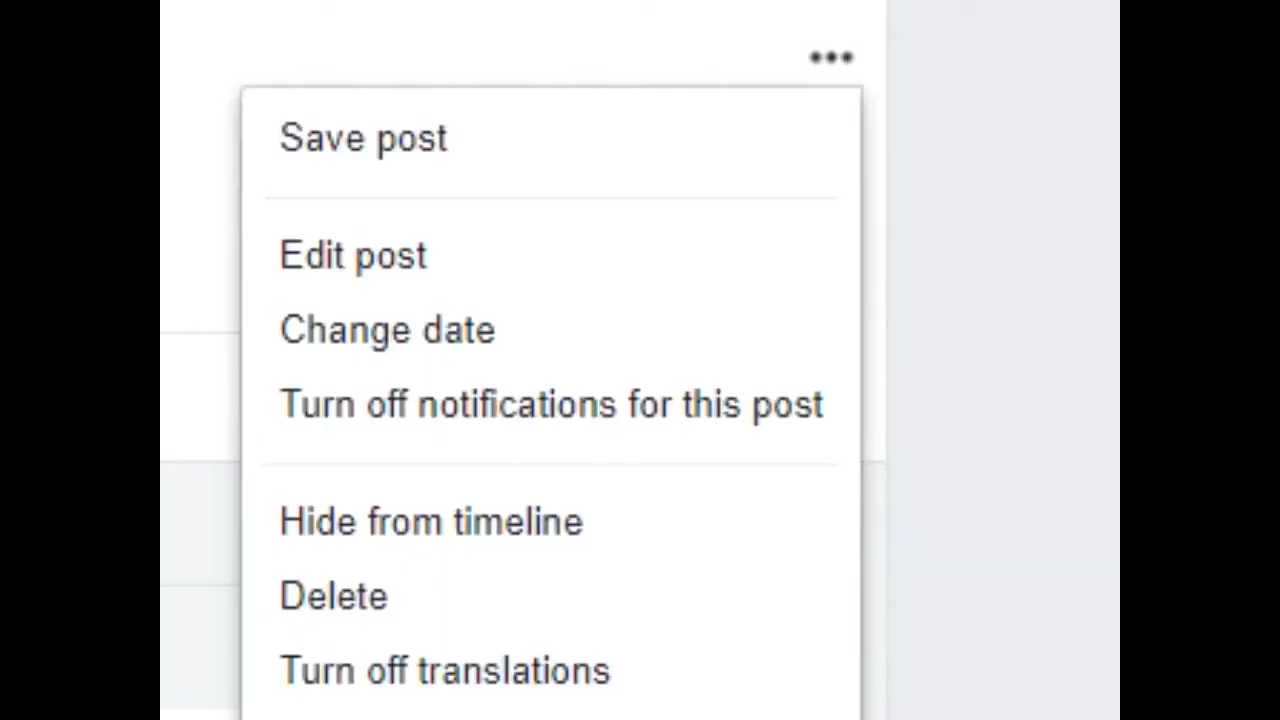 Save post
Edit post
Change date
Turn off notifications for this post
Hide from timeline
Delete
Turn off translations